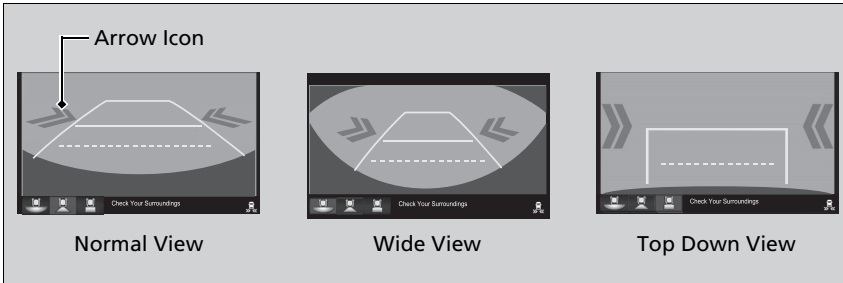 Arrow Icon
Check Your Surroundings
Check Your Surroundings
Check Your Surroundings
Normal View
Wide View
Top Down View